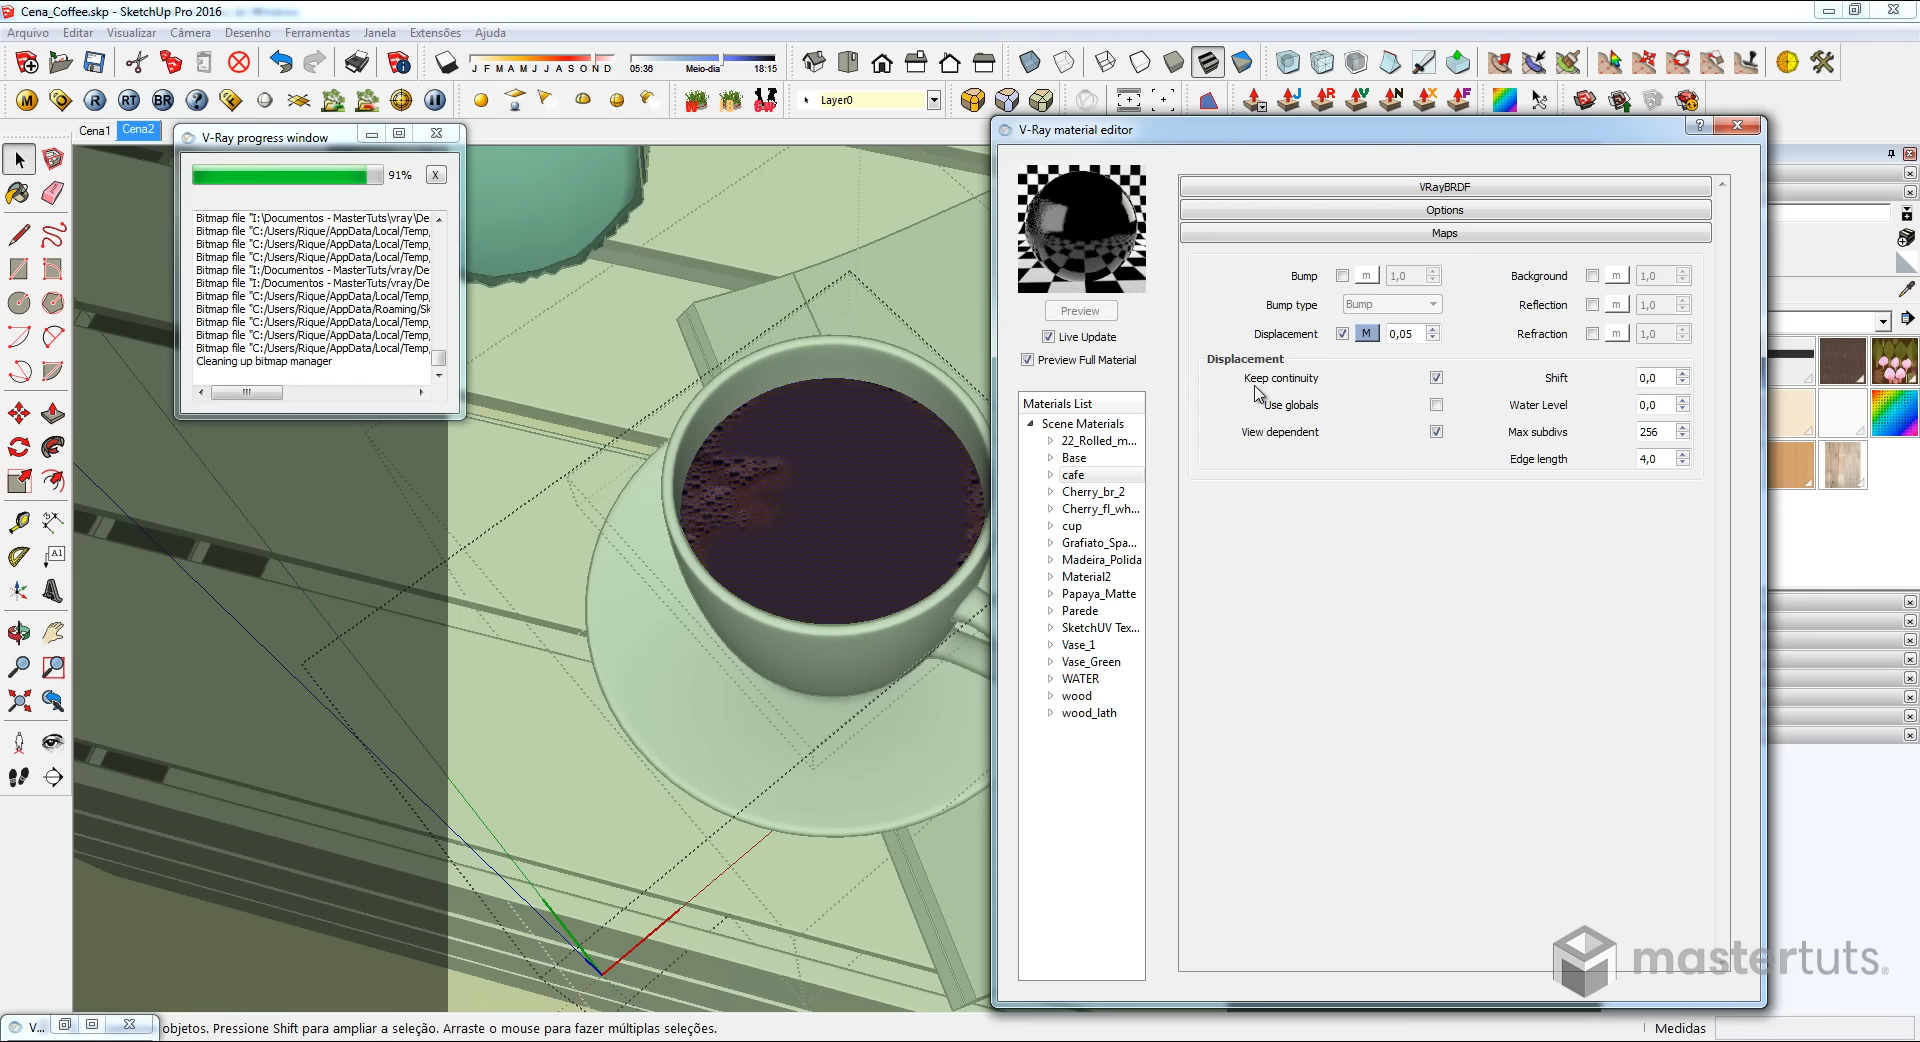 Cena_Coffee.skp - SketchUp Pro 2016
Arquivo Editar Visualizar Câmera Desenho Ferramentas Janela Extensões Ajuda
J F M A M J J A S O N D 05:36 Meio-dia 18:15
M O R RT BR ? F Layer0
J R V N X F
Cena1 Cena2
V-Ray progress window
91% X
Bitmap file "I:\Documentos - MasterTuts\vray\De
Bitmap file "C:/Users/Rique/AppData/Local/Temp,
Bitmap file "C:/Users/Rique/AppData/Local/Temp,
Bitmap file "C:/Users/Rique/AppData/Local/Temp,
Bitmap file "I:/Documentos - MasterTuts/vray/De
Bitmap file "I:/Documentos - MasterTuts/vray/De
Bitmap file "C:/Users/Rique/AppData/Local/Temp,
Bitmap file "C:/Users/Rique/AppData/Roaming/Sk
Bitmap file "C:/Users/Rique/AppData/Local/Temp,
Bitmap file "C:/Users/Rique/AppData/Local/Temp,
Bitmap file "C:/Users/Rique/AppData/Local/Temp,
Cleaning up bitmap manager
A1
V-Ray material editor
Preview
Live Update
Preview Full Material
Materials List
Scene Materials
22_Rolled_m...
Base
cafe
Cherry_br_2
Cherry_fl_wh...
cup
Grafiato_Spa...
Madeira_Polida
Material2
Papaya_Matte
Parede
SketchUV Tex...
Vase_1
Vase_Green
WATER
wood
wood_lath
VRayBRDF
Options
Maps
Bump m 1,0 Background m 1,0
Bump type Bump Reflection m 1,0
Displacement M 0,05 Refraction m 1,0
Displacement
Keep continuity Shift 0,0
Use globals Water Level 0,0
View dependent Max subdivs 256
Edge length 4,0
mastertuts®
V... objetos. Pressione Shift para ampliar a seleção. Arraste o mouse para fazer múltiplas seleções. Medidas